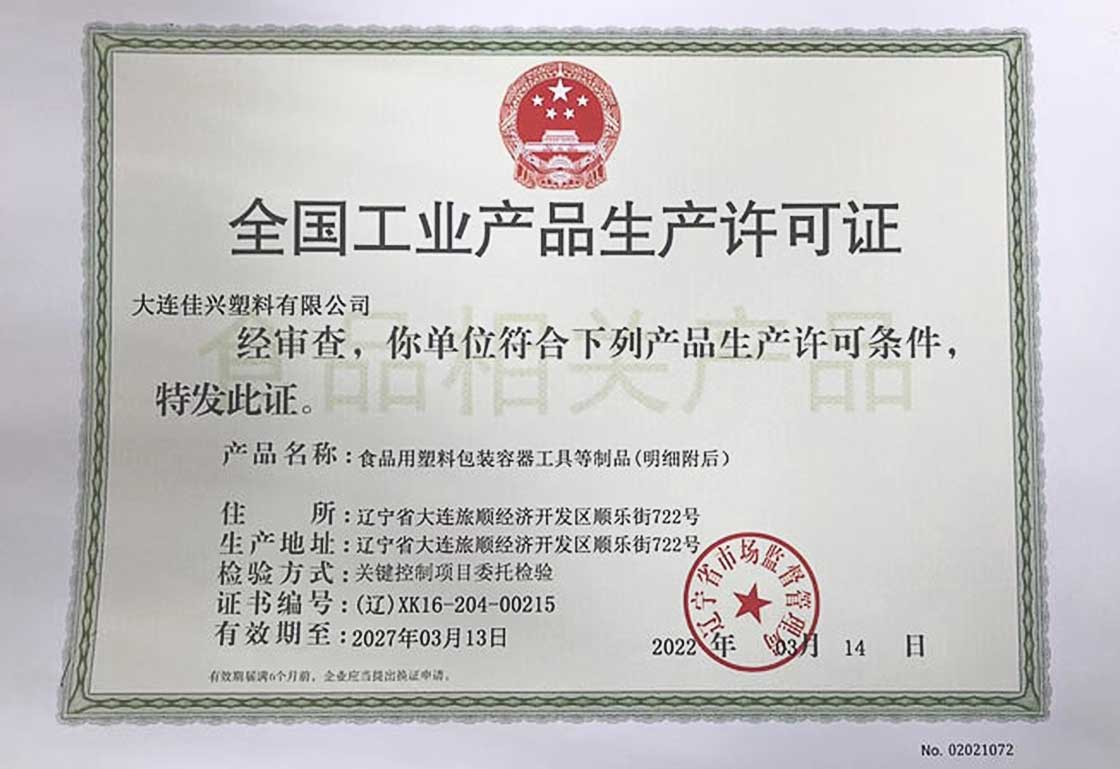 全国工业产品生产许可证
大连佳兴塑料有限公司
食品相关产品
经审查，你单位符合下列产品生产许可条件，
特发此证。
产品名称：食品用塑料包装容器工具等制品(明细附后)
住 所：辽宁省大连旅顺经济开发区顺乐街722号
生产地址：辽宁省大连旅顺经济开发区顺乐街722号
检验方式：关键控制项目委托检验
证书编号：(辽)XK16-204-00215
有效期至：2027年03月13日
辽宁省市场监督管理局
2022 年 03月 14 日
有效期届满6个月前，企业应当提出换证申请。
No. 02021072